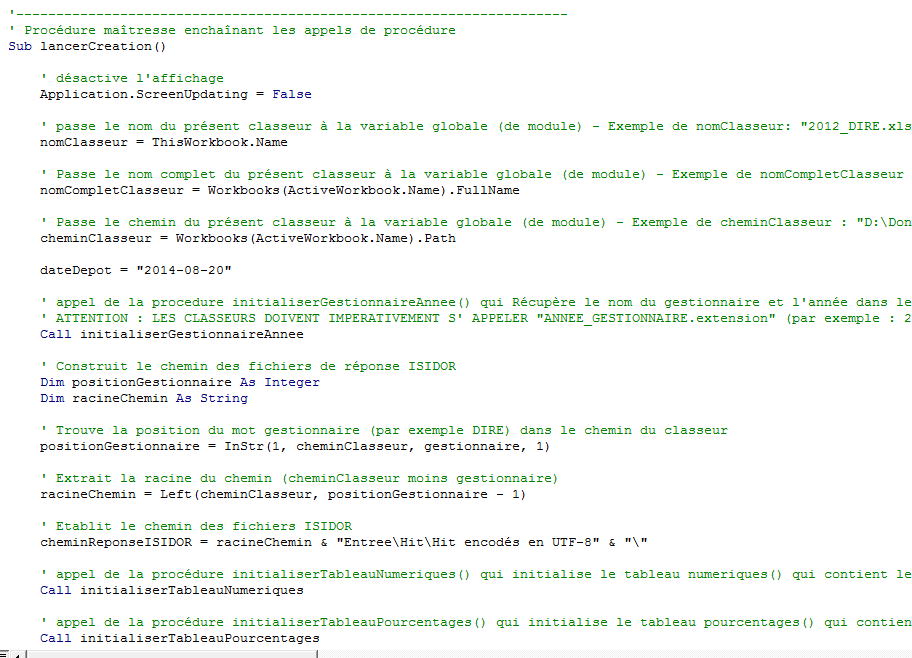 '---------------------------------------------------------------------
' Procédure maîtresse enchaînant les appels de procédure
Sub lancerCreation()
' désactive l'affichage
Application.ScreenUpdating = False
' passe le nom du présent classeur à la variable globale (de module) - Exemple de nomClasseur: "2012_DIRE.xls
nomClasseur = ThisWorkbook.Name
' Passe le nom complet du présent classeur à la variable globale (de module) - Exemple de nomCompletClasseur
nomCompletClasseur = Workbooks(ActiveWorkbook.Name).FullName
' Passe le chemin du présent classeur à la variable globale (de module) - Exemple de cheminClasseur : "D:\Don
cheminClasseur = Workbooks(ActiveWorkbook.Name).Path
dateDepot = "2014-08-20"
' appel de la procedure initialiserGestionnaireAnnee() qui Récupère le nom du gestionnaire et l'année dans le
' ATTENTION : LES CLASSEURS DOIVENT IMPERATIVEMENT S' APPELER "ANNEE_GESTIONNAIRE.extension" (par exemple : 2
Call initialiserGestionnaireAnnee
' Construit le chemin des fichiers de réponse ISIDOR
Dim positionGestionnaire As Integer
Dim racineChemin As String
' Trouve la position du mot gestionnaire (par exemple DIRE) dans le chemin du classeur
positionGestionnaire = InStr(1, cheminClasseur, gestionnaire, 1)
' Extrait la racine du chemin (cheminClasseur moins gestionnaire)
racineChemin = Left(cheminClasseur, positionGestionnaire - 1)
' Etablit le chemin des fichiers ISIDOR
cheminReponseISIDOR = racineChemin & "Entree\Hit\Hit encodés en UTF-8" & "\"
' appel de la procédure initialiserTableauNumeriques() qui initialise le tableau numeriques() qui contient le
Call initialiserTableauNumeriques
' appel de la procédure initialiserTableauPourcentages() qui initialise le tableau pourcentages() qui contien
Call initialiserTableauPourcentages